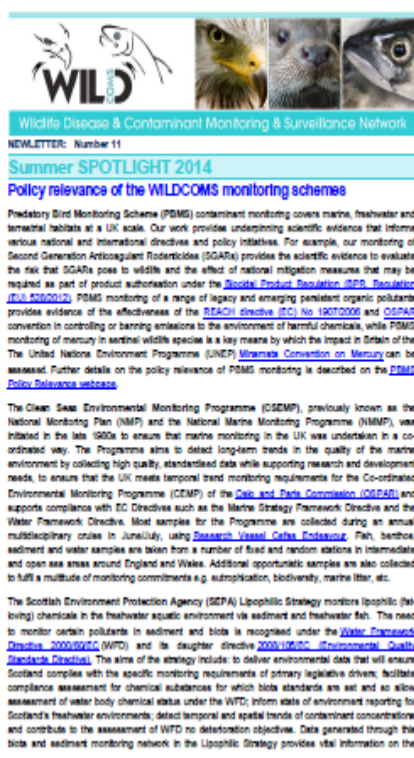 WILD
COMS
Wildlife Disease & Contaminant Monitoring & Surveillance Network
NEWSLETTER: Number 11
Summer SPOTLIGHT 2014
Policy relevance of the WILDCOMS monitoring schemes
Predatory Bird Monitoring Scheme (PBMS) contaminant monitoring covers marine, freshwater and
terrestrial habitats at a UK scale. Our work provides underpinning scientific evidence that informs
various national and international directives and policy initiatives. For example, our monitoring of
Second Generation Anticoagulant Rodenticides (SGARs) provides the scientific evidence to evaluate
the risk that SGARs pose to wildlife and the effect of national mitigation measures that may be
required as part of product authorisation under the Biocidal Product Regulation (BPR, Regulation
(EU) 528/2012). PBMS monitoring of a range of legacy and emerging persistent organic pollutants
provides evidence of the effectiveness of the REACH directive (EC) No 1907/2006 and OSPAR
convention in controlling or banning emissions to the environment of harmful chemicals, while PBMS
monitoring of mercury in sentinel wildlife species is a key means by which the impact in Britain of the
The United Nations Environment Programme (UNEP) Minamata Convention on Mercury can be
assessed. Further details on the policy relevance of PBMS monitoring is described on the PBMS
Policy Relevance webpage.
The Clean Seas Environmental Monitoring Programme (CSEMP), previously known as the
National Monitoring Plan (NMP) and the National Marine Monitoring Programme (NMMP), was
initiated in the late 1980s to ensure that marine monitoring in the UK was undertaken in a co-
ordinated way. The Programme aims to detect long-term trends in the quality of the marine
environment by collecting high quality, standardised data while supporting research and development
needs, to ensure that the UK meets temporal trend monitoring requirements for the Co-ordinated
Environmental Monitoring Programme (CEMP) of the Oslo and Paris Commission (OSPAR) and
supports compliance with EC Directives such as the Marine Strategy Framework Directive and the
Water Framework Directive. Most samples for the Programme are collected during an annual
multidisciplinary cruise in June/July, using Research Vessel Cefas Endeavour. Fish, benthos,
sediment and water samples are taken from a number of fixed and random stations in intermediate
and open sea areas around England and Wales. Additional opportunistic samples are also collected
to fulfil a multitude of monitoring commitments e.g. eutrophication, biodiversity, marine litter, etc.
The Scottish Environment Protection Agency (SEPA) Lipophilic Strategy monitors lipophilic (fat-
loving) chemicals in the freshwater aquatic environment via sediment and freshwater fish. The need
to monitor certain pollutants in sediment and biota is recognised under the Water Framework
Directive 2000/60/EC (WFD) and its daughter directive 2008/105/EC (Environmental Quality
Standards Directive). The aims of the strategy include: to deliver environmental data that will ensure
Scotland complies with the specific monitoring requirements of primary legislative drivers; facilitate
compliance assessment for chemical substances for which biota standards are set and so allow
assessment of water body chemical status under the WFD; inform state of environment reporting for
Scotland's freshwater environments; detect temporal and spatial trends of contaminant concentrations
and contribute to the assessment of WFD no deterioration objectives. Data generated through the
biota and sediment monitoring network in the Lipophilic Strategy provides vital information on the